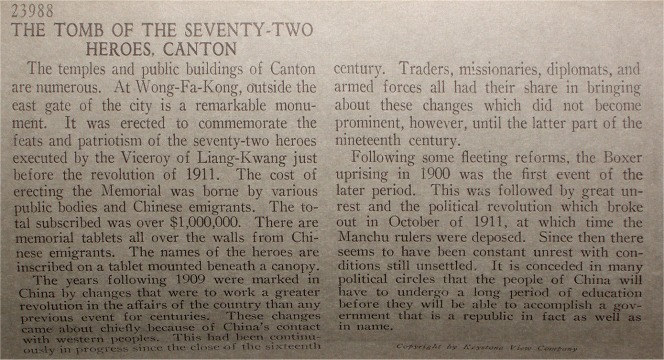 23988
THE TOMB OF THE SEVENTY-TWO
HEROES, CANTON
The temples and public buildings of Canton
are numerous. At Wong-Fa-Kong, outside the
east gate of the city is a remarkable monu-
ment. It was erected to commemorate the
feats and patriotism of the seventy-two heroes
executed by the Viceroy of Liang-Kwang just
before the revolution of 1911. The cost of
erecting the Memorial was borne by various
public bodies and Chinese emigrants. The to-
tal subscribed was over $1,000,000. There are
memorial tablets all over the walls from Chi-
nese emigrants. The names of the heroes are
inscribed on a tablet mounted beneath a canopy.
The years following 1909 were marked in
China by changes that were to work a greater
revolution in the affairs of the country than any
previous event for centuries. These changes
came about chiefly because of China's contact
with western peoples. This had been continu-
ously in progress since the close of the sixteenth
century. Traders, missionaries, diplomats, and
armed forces all had their share in bringing
about these changes which did not become
prominent, however, until the latter part of the
nineteenth century.
Following some fleeting reforms, the Boxer
uprising in 1900 was the first event of the
later period. This was followed by great un-
rest and the political revolution which broke
out in October of 1911, at which time the
Manchu rulers were deposed. Since then there
seems to have been constant unrest with con-
ditions still unsettled. It is conceded in many
political circles that the people of China will
have to undergo a long period of education
before they will be able to accomplish a gov-
ernment that is a republic in fact as well as
in name.
Copyright by Keystone View Company